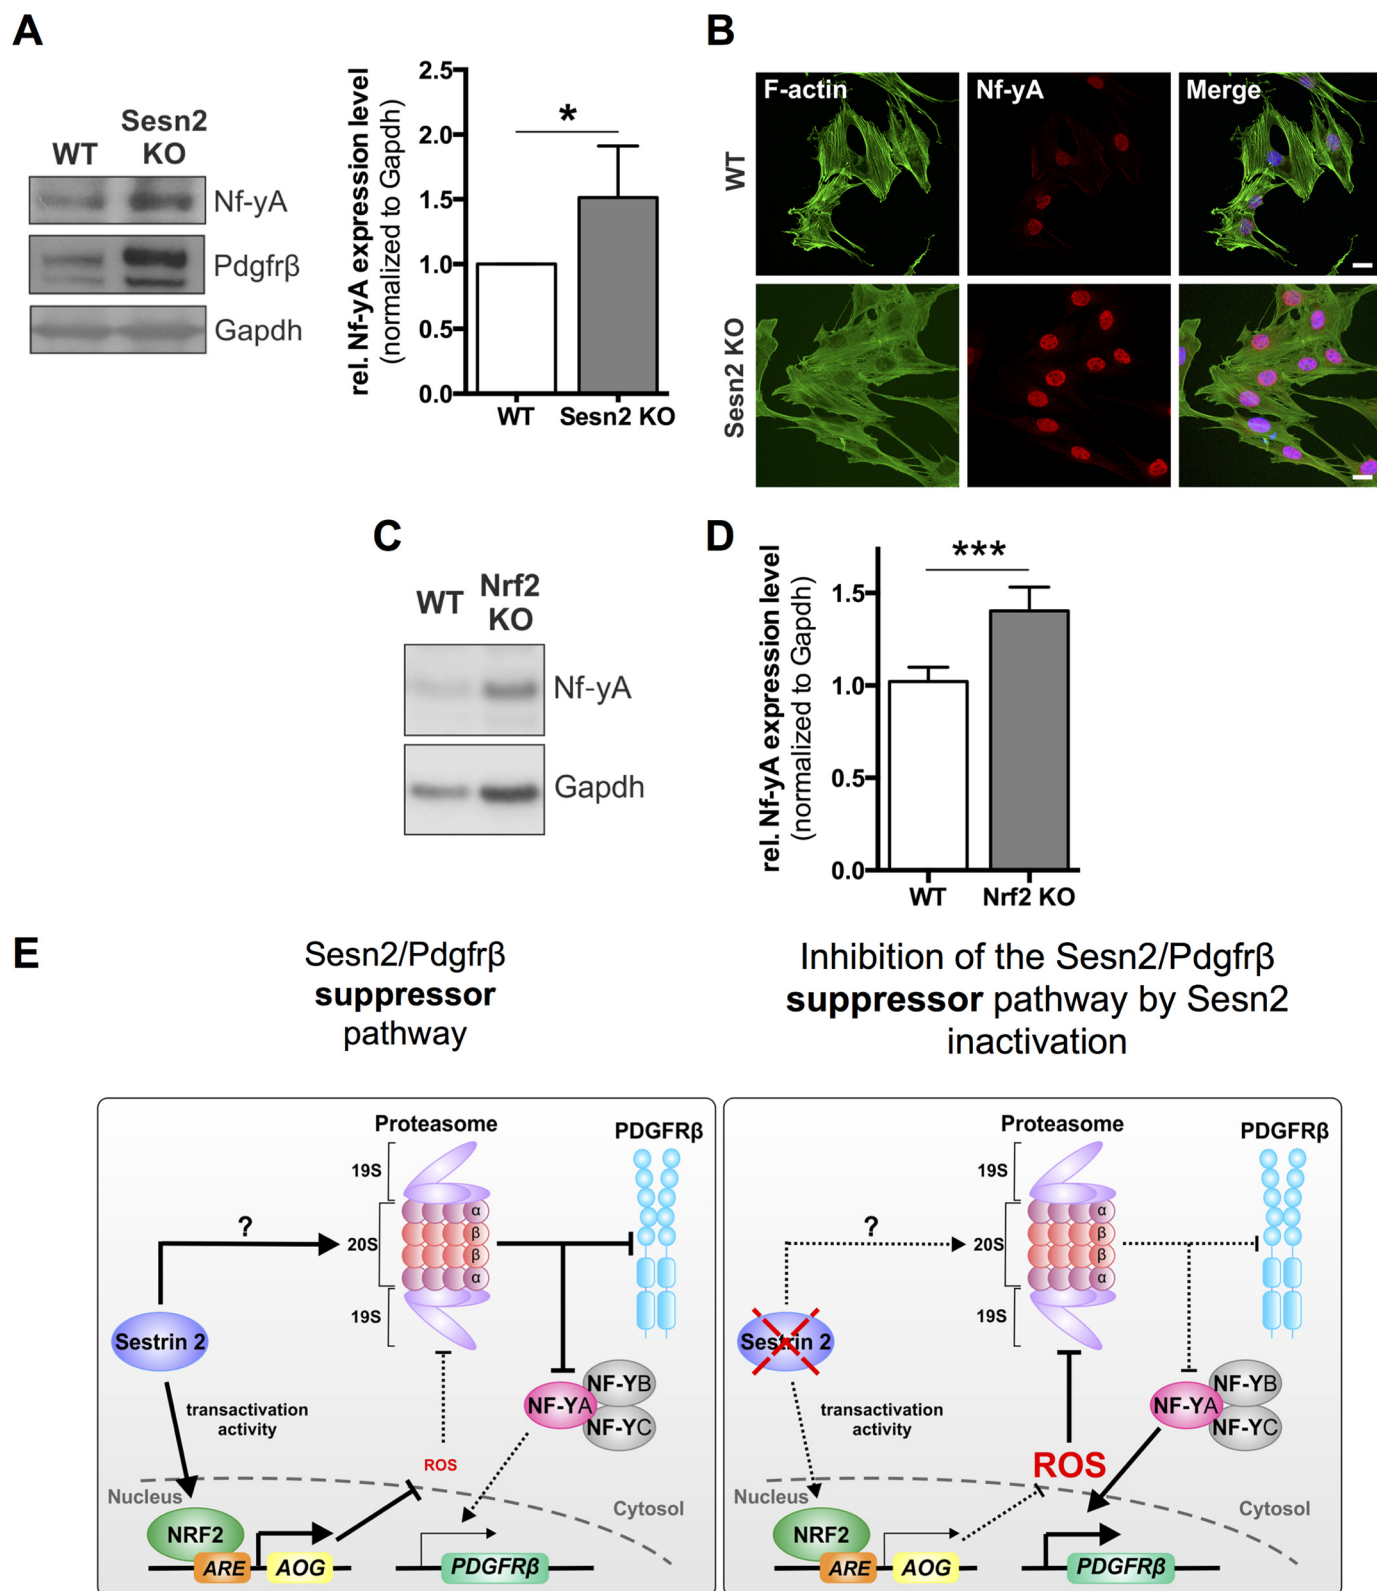 A
WT
Sesn2
KO
Nf-yA
Pdgfrβ
Gapdh
rel. Nf-yA expression level
(normalized to Gapdh)
2.5
2.0
1.5
1.0
0.5
0.0
*
WT
Sesn2 KO
B
F-actin
Nf-yA
Merge
WT
Sesn2 KO
C
WT
Nrf2
KO
Nf-yA
Gapdh
D
rel. Nf-yA expression level
(normalized to Gapdh)
1.5
1.0
0.5
0.0
***
WT
Nrf2 KO
E
Sesn2/Pdgfrβ
suppressor
pathway
Inhibition of the Sesn2/Pdgfrβ
suppressor pathway by Sesn2
inactivation
Proteasome
PDGFRβ
19S
α
?
20S
β
β
α
19S
Sestrin 2
NF-YB
NF-YA
NF-YC
transactivation
activity
ROS
Nucleus
Cytosol
NRF2
ARE
AOG
PDGFRβ
Proteasome
PDGFRβ
19S
α
?
20S
β
β
α
19S
Sestrin 2
NF-YB
NF-YA
NF-YC
transactivation
activity
ROS
Nucleus
Cytosol
NRF2
ARE
AOG
PDGFRβ